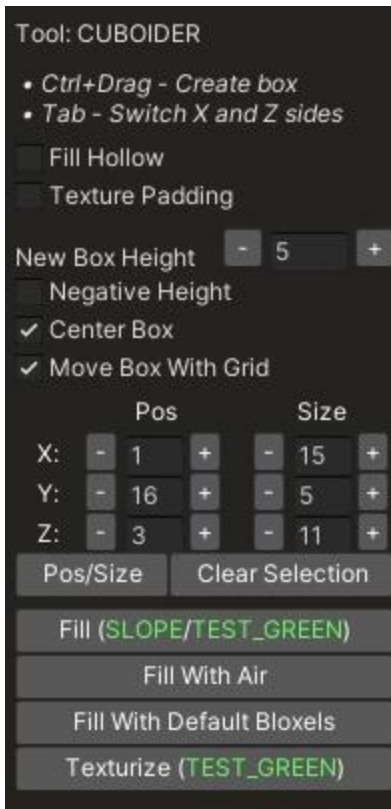 Tool: CUBOIDER
• Ctrl+Drag - Create box
• Tab - Switch X and Z sides
Fill Hollow
Texture Padding
New Box Height - 5 +
Negative Height
Center Box
Move Box With Grid
Pos Size
X: - 1 + - 15 +
Y: - 16 + - 5 +
Z: - 3 + - 11 +
Pos/Size Clear Selection
Fill (SLOPE/TEST_GREEN)
Fill With Air
Fill With Default Bloxels
Texturize (TEST_GREEN)